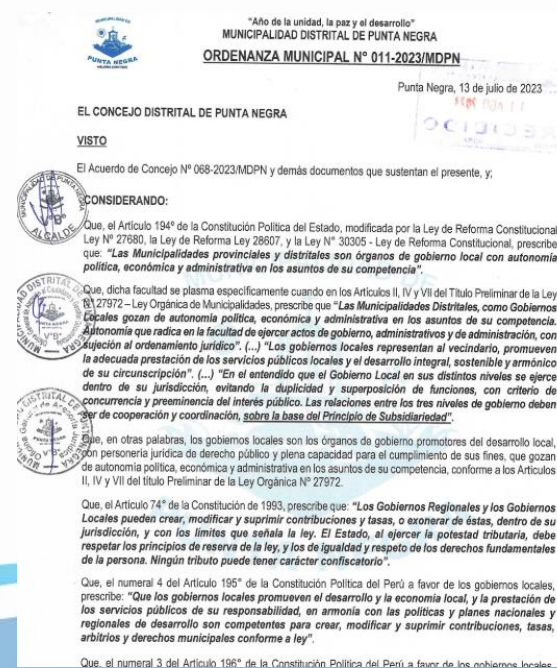 "Año de la unidad, la paz y el desarrollo"
MUNICIPALIDAD DISTRITAL DE PUNTA NEGRA
ORDENANZA MUNICIPAL Nº 011-2023/MDPN
PUNTA NEGRA
Punta Negra, 13 de julio de 2023
EL CONCEJO DISTRITAL DE PUNTA NEGRA
VISTO
El Acuerdo de Concejo Nº 068-2023/MDPN y demás documentos que sustentan el presente, y;
CONSIDERANDO:
Que, el Artículo 194º de la Constitución Política del Estado, modificada por la Ley de Reforma Constitucional
Ley Nº 27680, la Ley de Reforma Ley 28607, y la Ley Nº 30305 - Ley de Reforma Constitucional, prescribe
que: "Las Municipalidades provinciales y distritales son órganos de gobierno local con autonomía
política, económica y administrativa en los asuntos de su competencia".
Que, dicha facultad se plasma específicamente cuando en los Artículos II, IV y VII del Título Preliminar de la Ley
Nº 27972 – Ley Orgánica de Municipalidades, prescribe que "Las Municipalidades Distritales, como Gobiernos
Locales gozan de autonomía política, económica y administrativa en los asuntos de su competencia.
Autonomía que radica en la facultad de ejercer actos de gobierno, administrativos y de administración, con
sujeción al ordenamiento jurídico". (...) "Los gobiernos locales representan al vecindario, promueven
la adecuada prestación de los servicios públicos locales y el desarrollo integral, sostenible y armónico
de su circunscripción". (...) "En el entendido que el Gobierno Local en sus distintos niveles se ejerce
dentro de su jurisdicción, evitando la duplicidad y superposición de funciones, con criterio de
concurrencia y preeminencia del interés público. Las relaciones entre los tres niveles de gobierno deben
ser de cooperación y coordinación, sobre la base del Principio de Subsidiariedad".
Que, en otras palabras, los gobiernos locales son los órganos de gobierno promotores del desarrollo local,
con personería jurídica de derecho público y plena capacidad para el cumplimiento de sus fines, que gozan
de autonomía política, económica y administrativa en los asuntos de su competencia, conforme a los Artículos
II, IV y VII del título Preliminar de la Ley Orgánica Nº 27972.
Que, el Artículo 74° de la Constitución de 1993, prescribe que: "Los Gobiernos Regionales y los Gobiernos
Locales pueden crear, modificar y suprimir contribuciones y tasas, o exonerar de éstas, dentro de su
jurisdicción, y con los límites que señala la ley. El Estado, al ejercer la potestad tributaria, debe
respetar los principios de reserva de la ley, y los de igualdad y respeto de los derechos fundamentales
de la persona. Ningún tributo puede tener carácter confiscatorio".
Que, el numeral 4 del Artículo 195° de la Constitución Política del Perú a favor de los gobiernos locales,
prescribe: "Que los gobiernos locales promueven el desarrollo y la economía local, y la prestación de
los servicios públicos de su responsabilidad, en armonía con las políticas y planes nacionales y
regionales de desarrollo son competentes para crear, modificar y suprimir contribuciones, tasas,
arbitrios y derechos municipales conforme a ley".
Que, el numeral 3 del Artículo 196° de la Constitución Política del Perú a favor de los gobiernos locales,